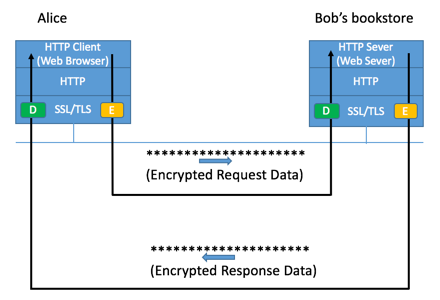 Alice
Bob's bookstore
HTTP Client
(Web Browser)
HTTP
D
SSL/TLS
E
HTTP Sever
(Web Sever)
HTTP
D
SSL/TLS
E
**********************
(Encrypted Request Data)
**********************
(Encrypted Response Data)